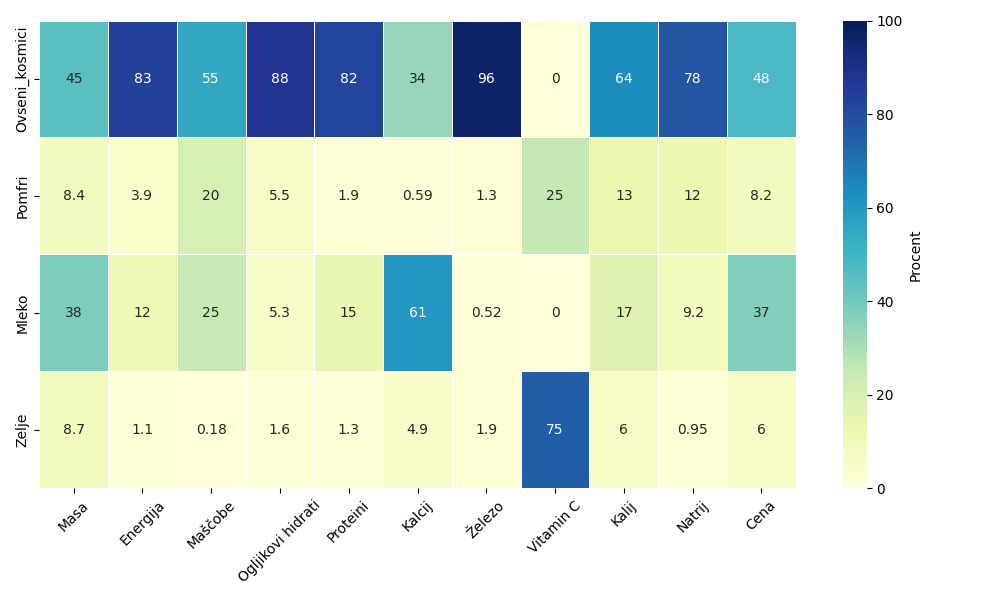 Ovseni_kosmici 45 83 55 88 82 34 96 0 64 78 48
Pomfri 8.4 3.9 20 5.5 1.9 0.59 1.3 25 13 12 8.2
Mleko 38 12 25 5.3 15 61 0.52 0 17 9.2 37
Zelje 8.7 1.1 0.18 1.6 1.3 4.9 1.9 75 6 0.95 6
Masa Energija Maščobe Ogljikovi hidrati Proteini Kalcij Železo Vitamin C Kalij Natrij Cena
100
80
60
40
20
0
Procent